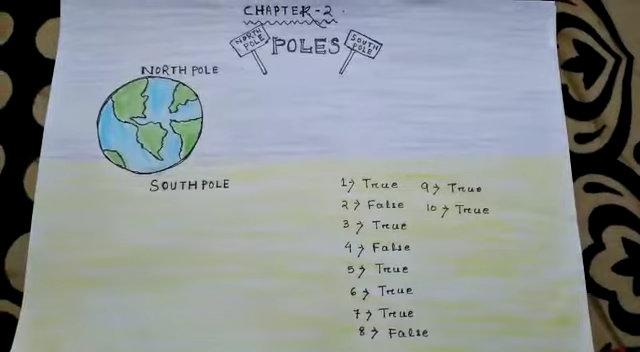 CHAPTER-2.
NORTH POLE
POLES
SOUTH POLE
NORTH POLE
SOUTH POLE
1> True
2> False
3> True
4> False
5> True
6> True
7> True
8> False
9> True
10> True